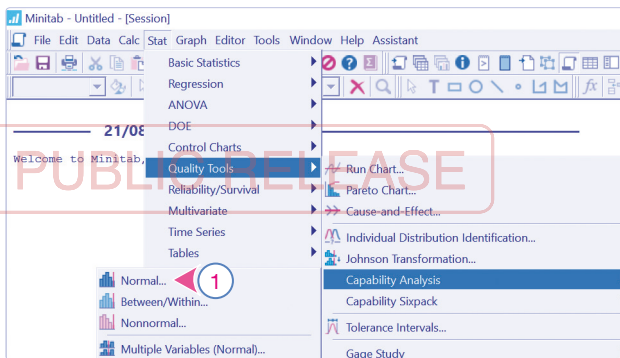 Minitab - Untitled - [Session]
File Edit Data Calc Stat Graph Editor Tools Window Help Assistant
Basic Statistics
Regression
ANOVA
DOE
Control Charts
Quality Tools
Reliability/Survival
Multivariate
Time Series
Tables
21/08
Welcome to Minitab,
PUBLIC RELEASE
Run Chart...
Pareto Chart...
Cause-and-Effect...
Individual Distribution Identification...
Johnson Transformation...
Capability Analysis
Capability Sixpack
Tolerance Intervals...
Gage Study
Normal...
1
Between/Within...
Nonnormal...
Multiple Variables (Normal)...